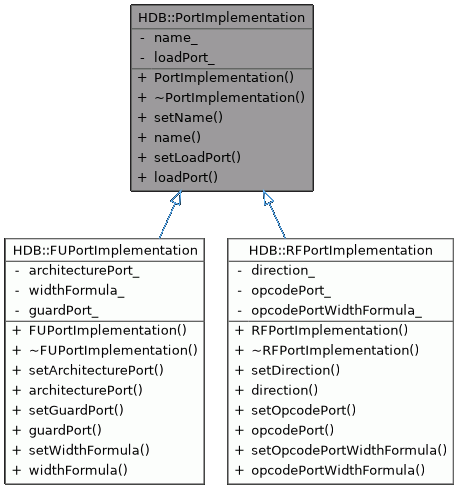 HDB::PortImplementation
- name_
- loadPort_
+ PortImplementation()
+ ~PortImplementation()
+ setName()
+ name()
+ setLoadPort()
+ loadPort()
HDB::FUPortImplementation
- architecturePort_
- widthFormula_
- guardPort_
+ FUPortImplementation()
+ ~FUPortImplementation()
+ setArchitecturePort()
+ architecturePort()
+ setGuardPort()
+ guardPort()
+ setWidthFormula()
+ widthFormula()
HDB::RFPortImplementation
- direction_
- opcodePort_
- opcodePortWidthFormula_
+ RFPortImplementation()
+ ~RFPortImplementation()
+ setDirection()
+ direction()
+ setOpcodePort()
+ opcodePort()
+ setOpcodePortWidthFormula()
+ opcodePortWidthFormula()